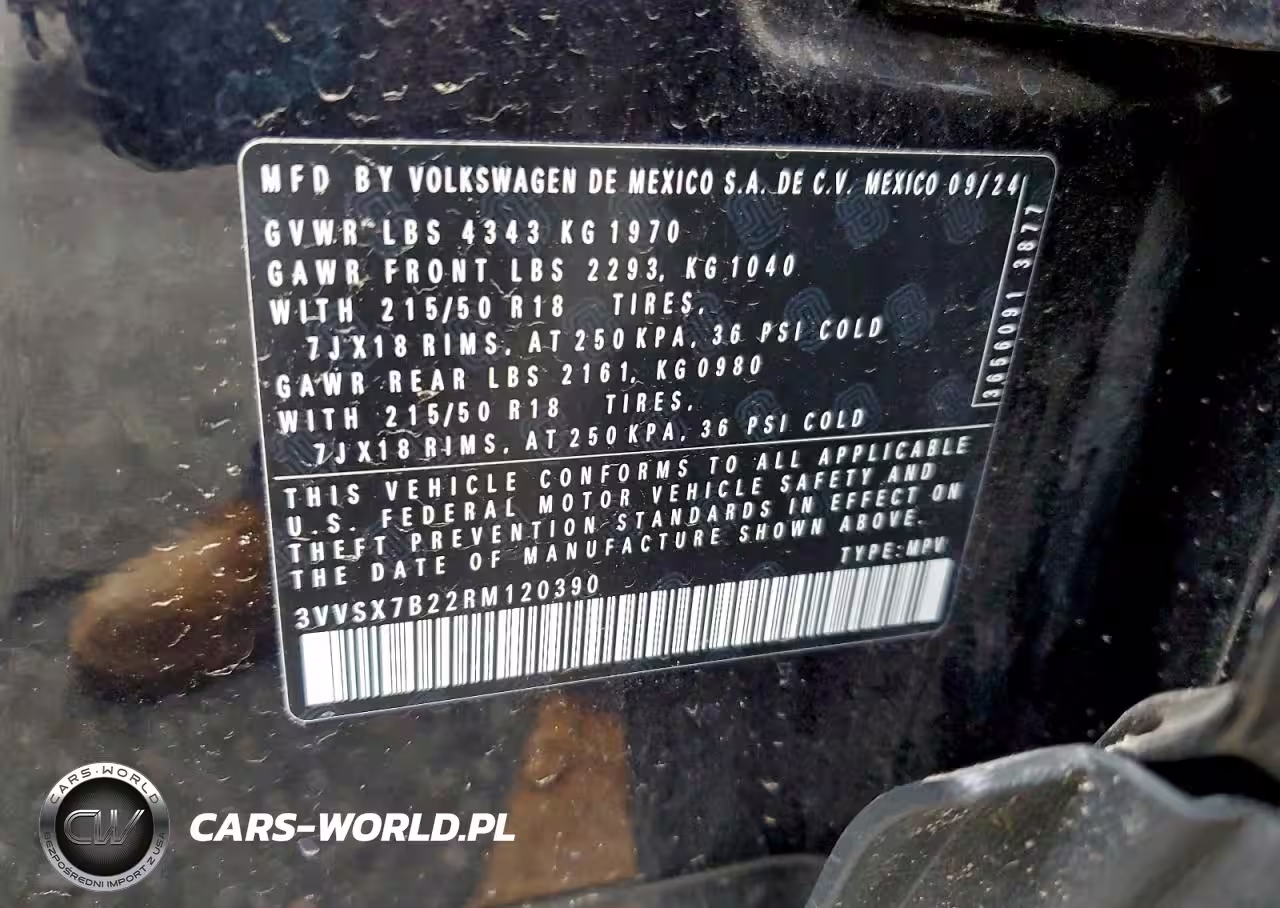 MFD BY VOLKSWAGEN DE MEXICO S.A. DE C.V. MEXICO 09/24
GVWR LBS 4343 KG 1970
GAWR FRONT LBS 2293, KG 1040
WITH 215/50 R18 TIRES,
7JX18 RIMS, AT 250 KPA, 36 PSI COLD
GAWR REAR LBS 2161, KG 0980
WITH 215/50 R18 TIRES,
7JX18 RIMS, AT 250 KPA, 36 PSI COLD
3656091 3877
THIS VEHICLE CONFORMS TO ALL APPLICABLE
U.S. FEDERAL MOTOR VEHICLE SAFETY AND
THEFT PREVENTION STANDARDS IN EFFECT ON
THE DATE OF MANUFACTURE SHOWN ABOVE.
TYPE: MPV
3VVSX7B22RM120390
CARS-WORLD
CW
BEZPOŚREDNI IMPORT Z USA
CARS-WORLD.PL